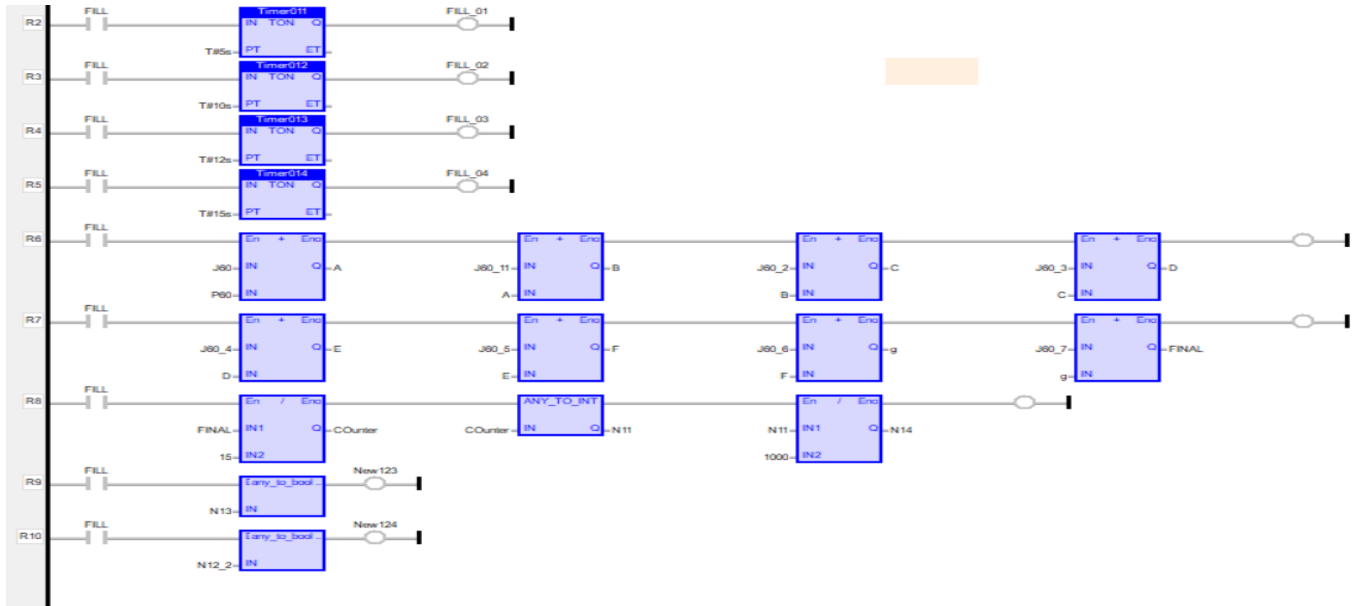 FILL Timer011 FILL_01
R2 IN TON Q
T#5s PT ET
FILL Timer012 FILL_02
R3 IN TON Q
T#10s PT ET
FILL Timer013 FILL_03
R4 IN TON Q
T#12s PT ET
FILL Timer014 FILL_04
R5 IN TON Q
T#15s PT ET
FILL
R6 En + Eno En + Eno En + Eno En + Eno
J60 IN Q A J60_11 IN Q B J60_2 IN Q C J60_3 IN Q D
P60 IN A IN B IN C IN
FILL
R7 En + Eno En + Eno En + Eno En + Eno
J60_4 IN Q E J60_5 IN Q F J60_6 IN Q g J60_7 IN Q FINAL
D IN E IN F IN g IN
FILL
R8 En / Eno ANY_TO_INT En / Eno
FINAL IN1 Q COunter COunter IN Q N11 N11 IN1 Q N14
15 IN2 1000 IN2
FILL New123
R9 any_to_bool ..
N13 IN
FILL New124
R10 any_to_bool ..
N12_2 IN